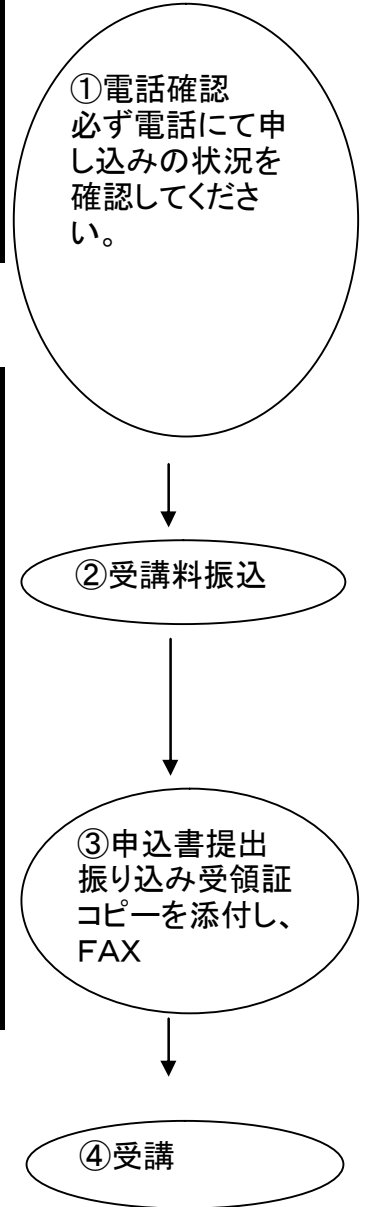 ①電話確認
必ず電話にて申
し込みの状況を
確認してくださ
い。
②受講料振込
③申込書提出
振り込み受領証
コピーを添付し、
FAX
④受講